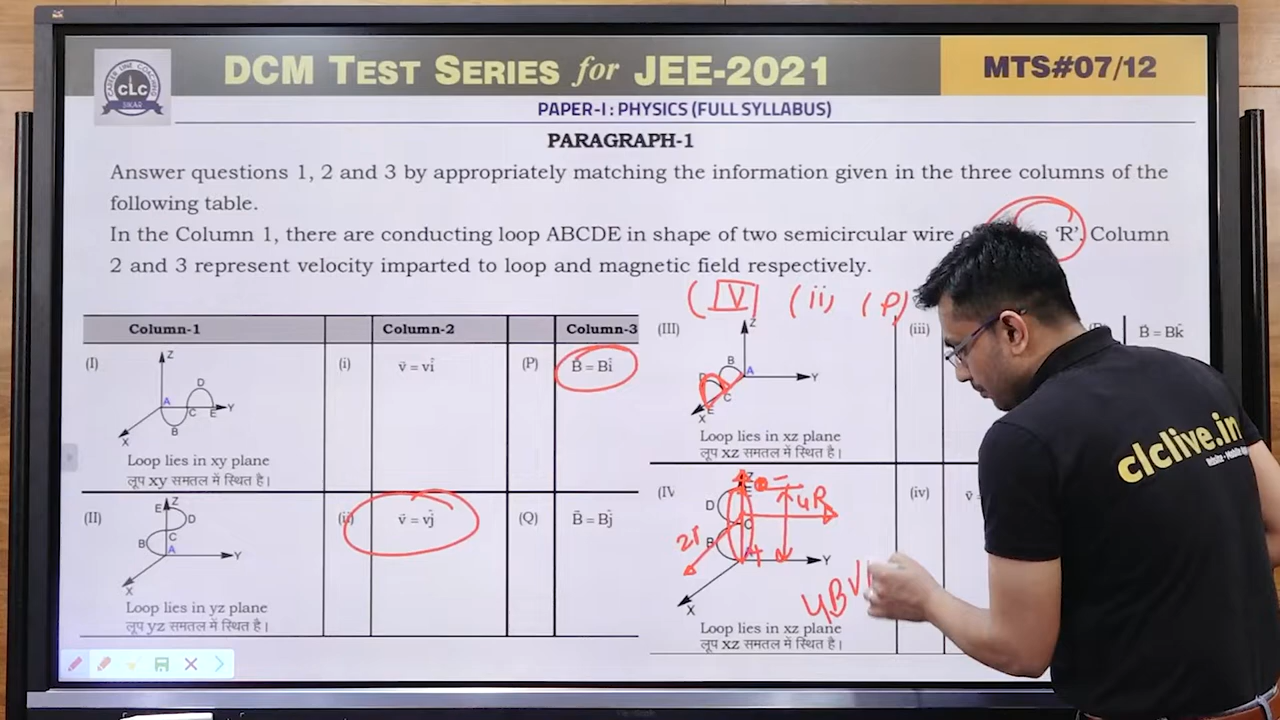 DCM TEST SERIES for JEE-2021
MTS#07/12
CAREER LINE COACHING
CLC
SIKAR
PAPER-I : PHYSICS (FULL SYLLABUS)
PARAGRAPH-1
Answer questions 1, 2 and 3 by appropriately matching the information given in the three columns of the
following table.
In the Column 1, there are conducting loop ABCDE in shape of two semicircular wire 'R'. Column
2 and 3 represent velocity imparted to loop and magnetic field respectively.
(IV) (ii) (P)
Column-1 Column-2 Column-3
(I) Z A D C E Y B X
Loop lies in xy plane
लूप xy समतल में स्थित है।
(i) v⃗ = vî
(P) B⃗ = Bî
(II) E Z D C B A Y X
Loop lies in yz plane
लूप yz समतल में स्थित है।
(ii) v⃗ = vĵ
(Q) B⃗ = Bĵ
(III) Z B A Y C E X
Loop lies in xz plane
लूप xz समतल में स्थित है।
(iii)
B⃗ = Bk̂
(IV Z E D C B Y X
4R
Loop lies in xz plane
लूप xz समतल में स्थित है।
(iv)
4BV
clclive.in